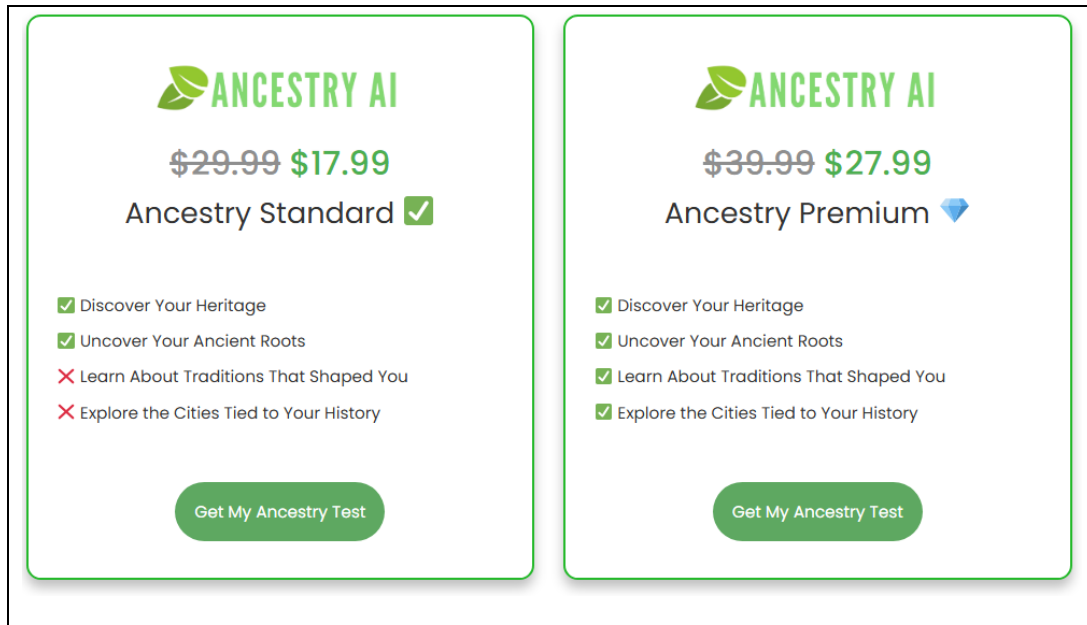 ANCESTRY AI
$29.99 $17.99
Ancestry Standard ✅
✅ Discover Your Heritage
✅ Uncover Your Ancient Roots
❌ Learn About Traditions That Shaped You
❌ Explore the Cities Tied to Your History
Get My Ancestry Test
ANCESTRY AI
$39.99 $27.99
Ancestry Premium 💎
✅ Discover Your Heritage
✅ Uncover Your Ancient Roots
✅ Learn About Traditions That Shaped You
✅ Explore the Cities Tied to Your History
Get My Ancestry Test